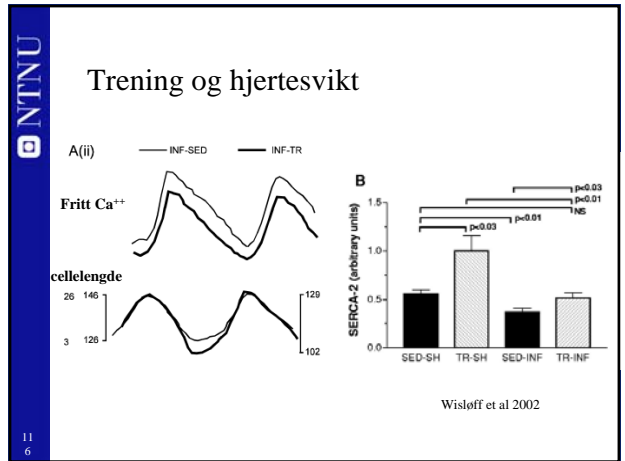 NTNU
Trening og hjertesvikt
A(ii) INF-SED INF-TR
Fritt Ca⁺⁺
cellelengde
26 146 129
3 126 102
B
p<0.03
p<0.01
NS
p<0.01
p<0.03
SERCA-2 (arbitrary units)
1.5
1.0
0.5
0.0
SED-SH TR-SH SED-INF TR-INF
Wisløff et al 2002
11
6